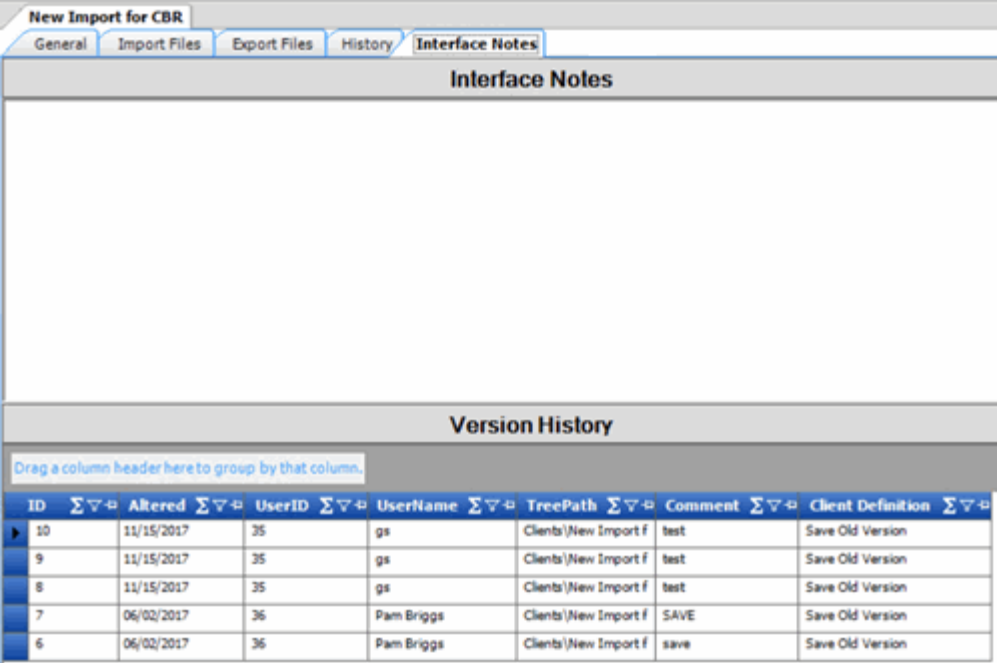 New Import for CBR
General Import Files Export Files History Interface Notes
Interface Notes
Version History
Drag a column header here to group by that column.
ID Altered UserID UserName TreePath Comment Client Definition
10 11/15/2017 35 gs Clients\New Import f test Save Old Version
9 11/15/2017 35 gs Clients\New Import f test Save Old Version
8 11/15/2017 35 gs Clients\New Import f test Save Old Version
7 06/02/2017 36 Pam Briggs Clients\New Import f SAVE Save Old Version
6 06/02/2017 36 Pam Briggs Clients\New Import f save Save Old Version